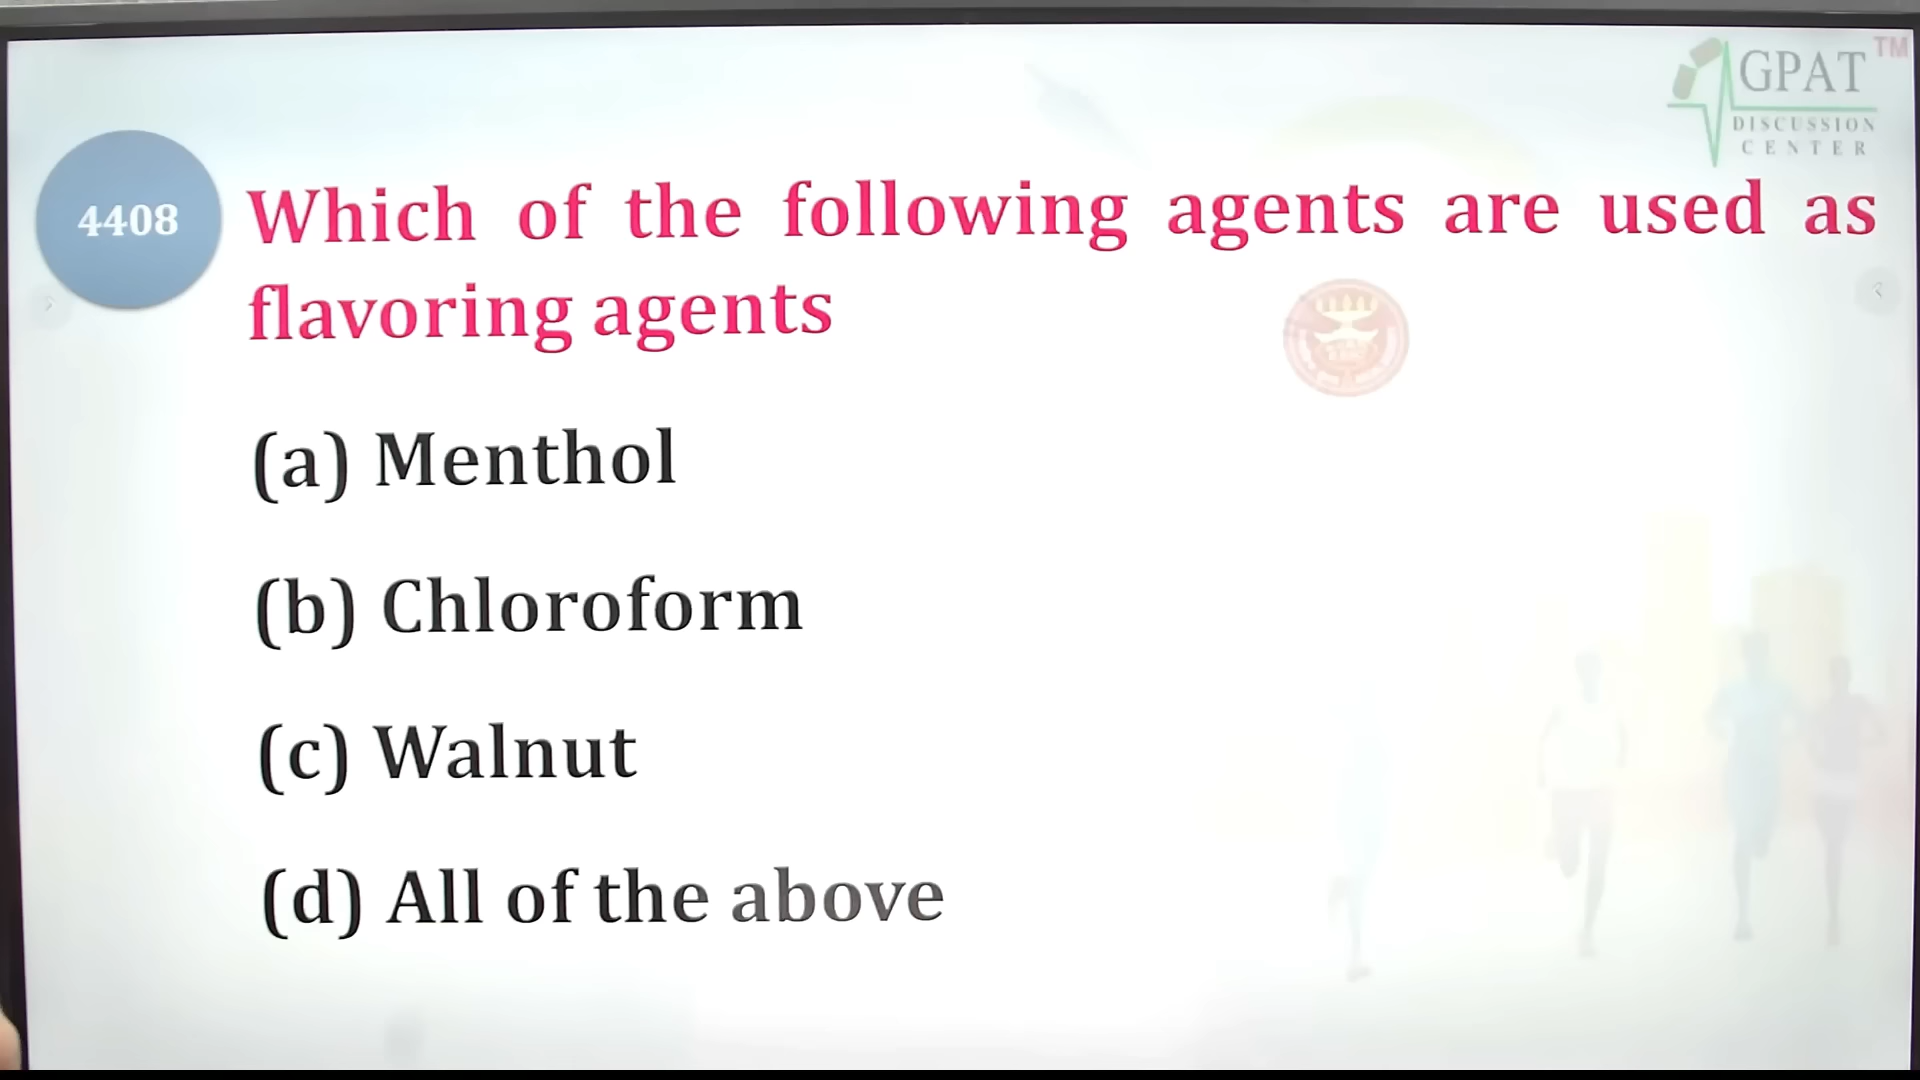 GPAT TM
DISCUSSION
CENTER
4408
Which of the following agents are used as
flavoring agents
(a) Menthol
(b) Chloroform
(c) Walnut
(d) All of the above